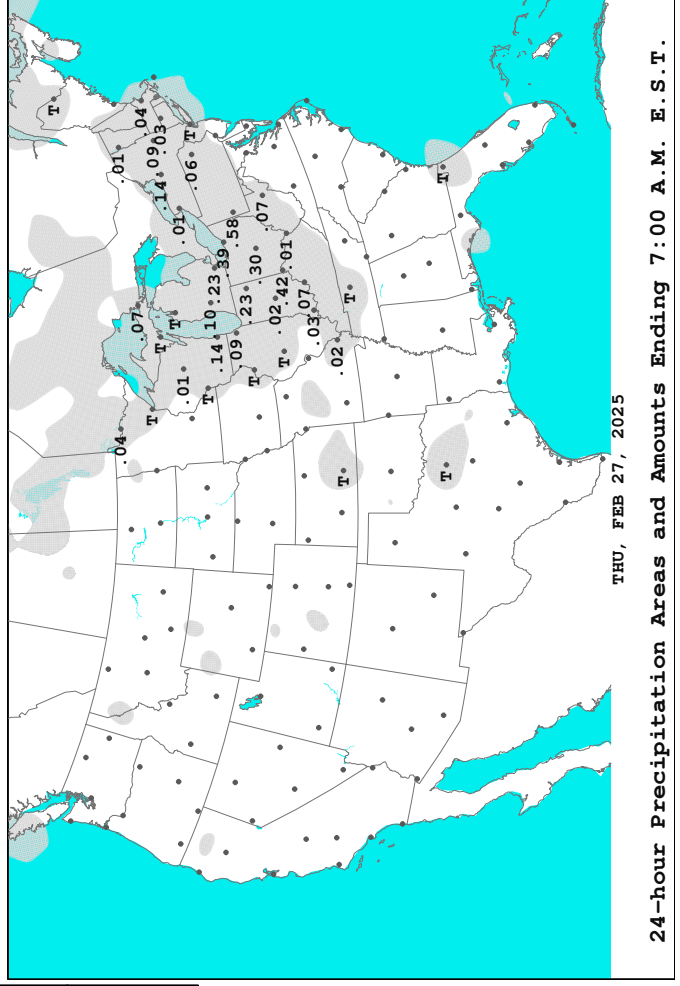 T
.04
.01
.07
.04
T
.09
T
.03
.14
T
.01
.01
T
.06
T
.10
.23
.14
.39
.58
.09
.23
T
.30
.07
.02
.42
T
.01
.07
.03
.02
T
T
T
T
THU, FEB 27, 2025
24-hour Precipitation Areas and Amounts Ending 7:00 A.M. E.S.T.